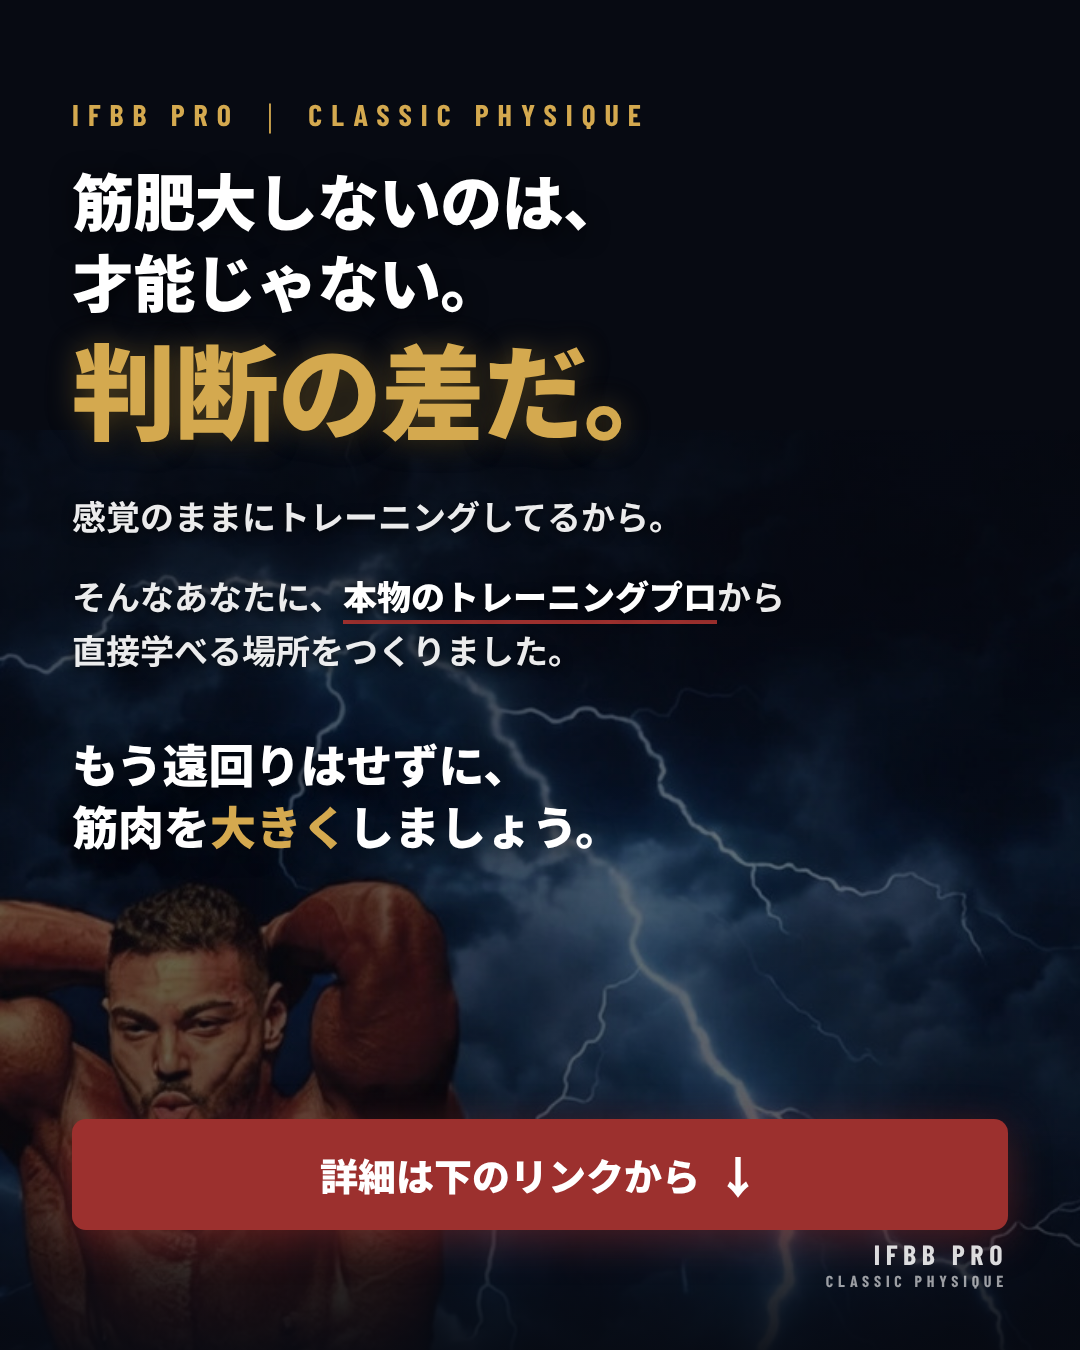 IFBB PRO | CLASSIC PHYSIQUE
筋肥大しないのは、
才能じゃない。
判断の差だ。
感覚のままにトレーニングしてるから。
そんなあなたに、本物のトレーニングプロから
直接学べる場所をつくりました。
もう遠回りはせずに、
筋肉を大きくしましょう。
詳細は下のリンクから ↓
IFBB PRO
CLASSIC PHYSIQUE